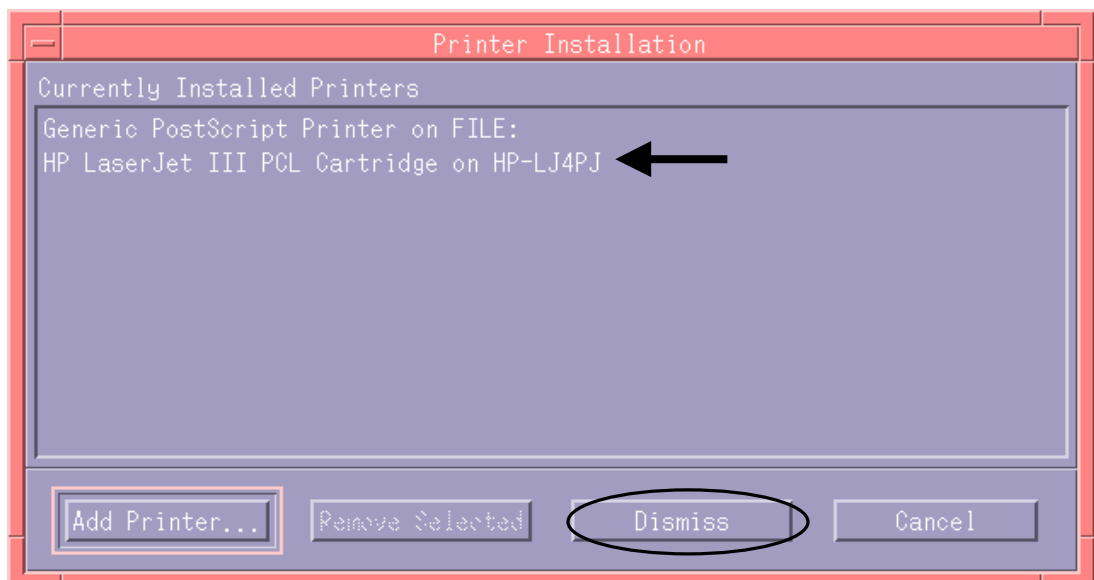 Printer Installation
Currently Installed Printers
Generic PostScript Printer on FILE:
HP LaserJet III PCL Cartridge on HP-LJ4PJ
Add Printer... Remove Selected Dismiss Cancel